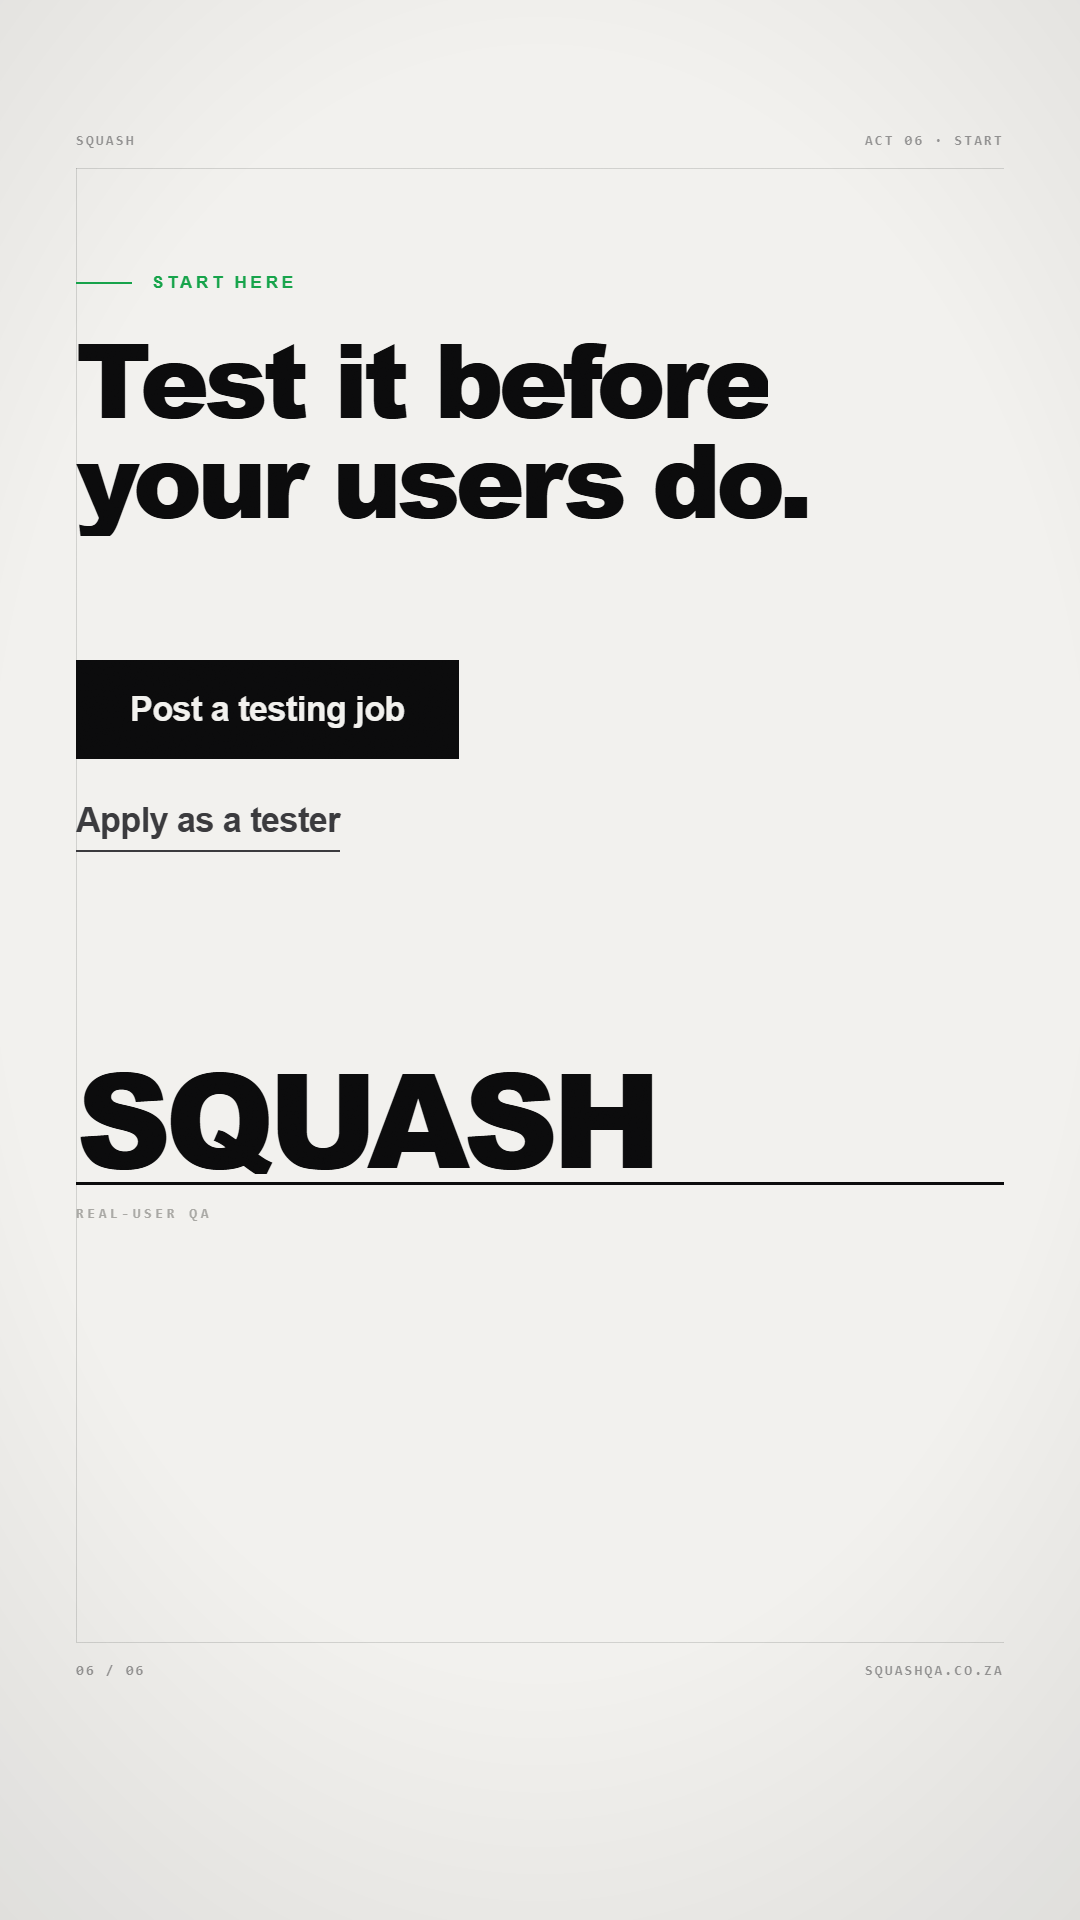 SQUASH
ACT 06 · START
START HERE
Test it before
your users do.
Post a testing job
Apply as a tester
SQUASH
REAL-USER QA
06 / 06
SQUASHQA.CO.ZA